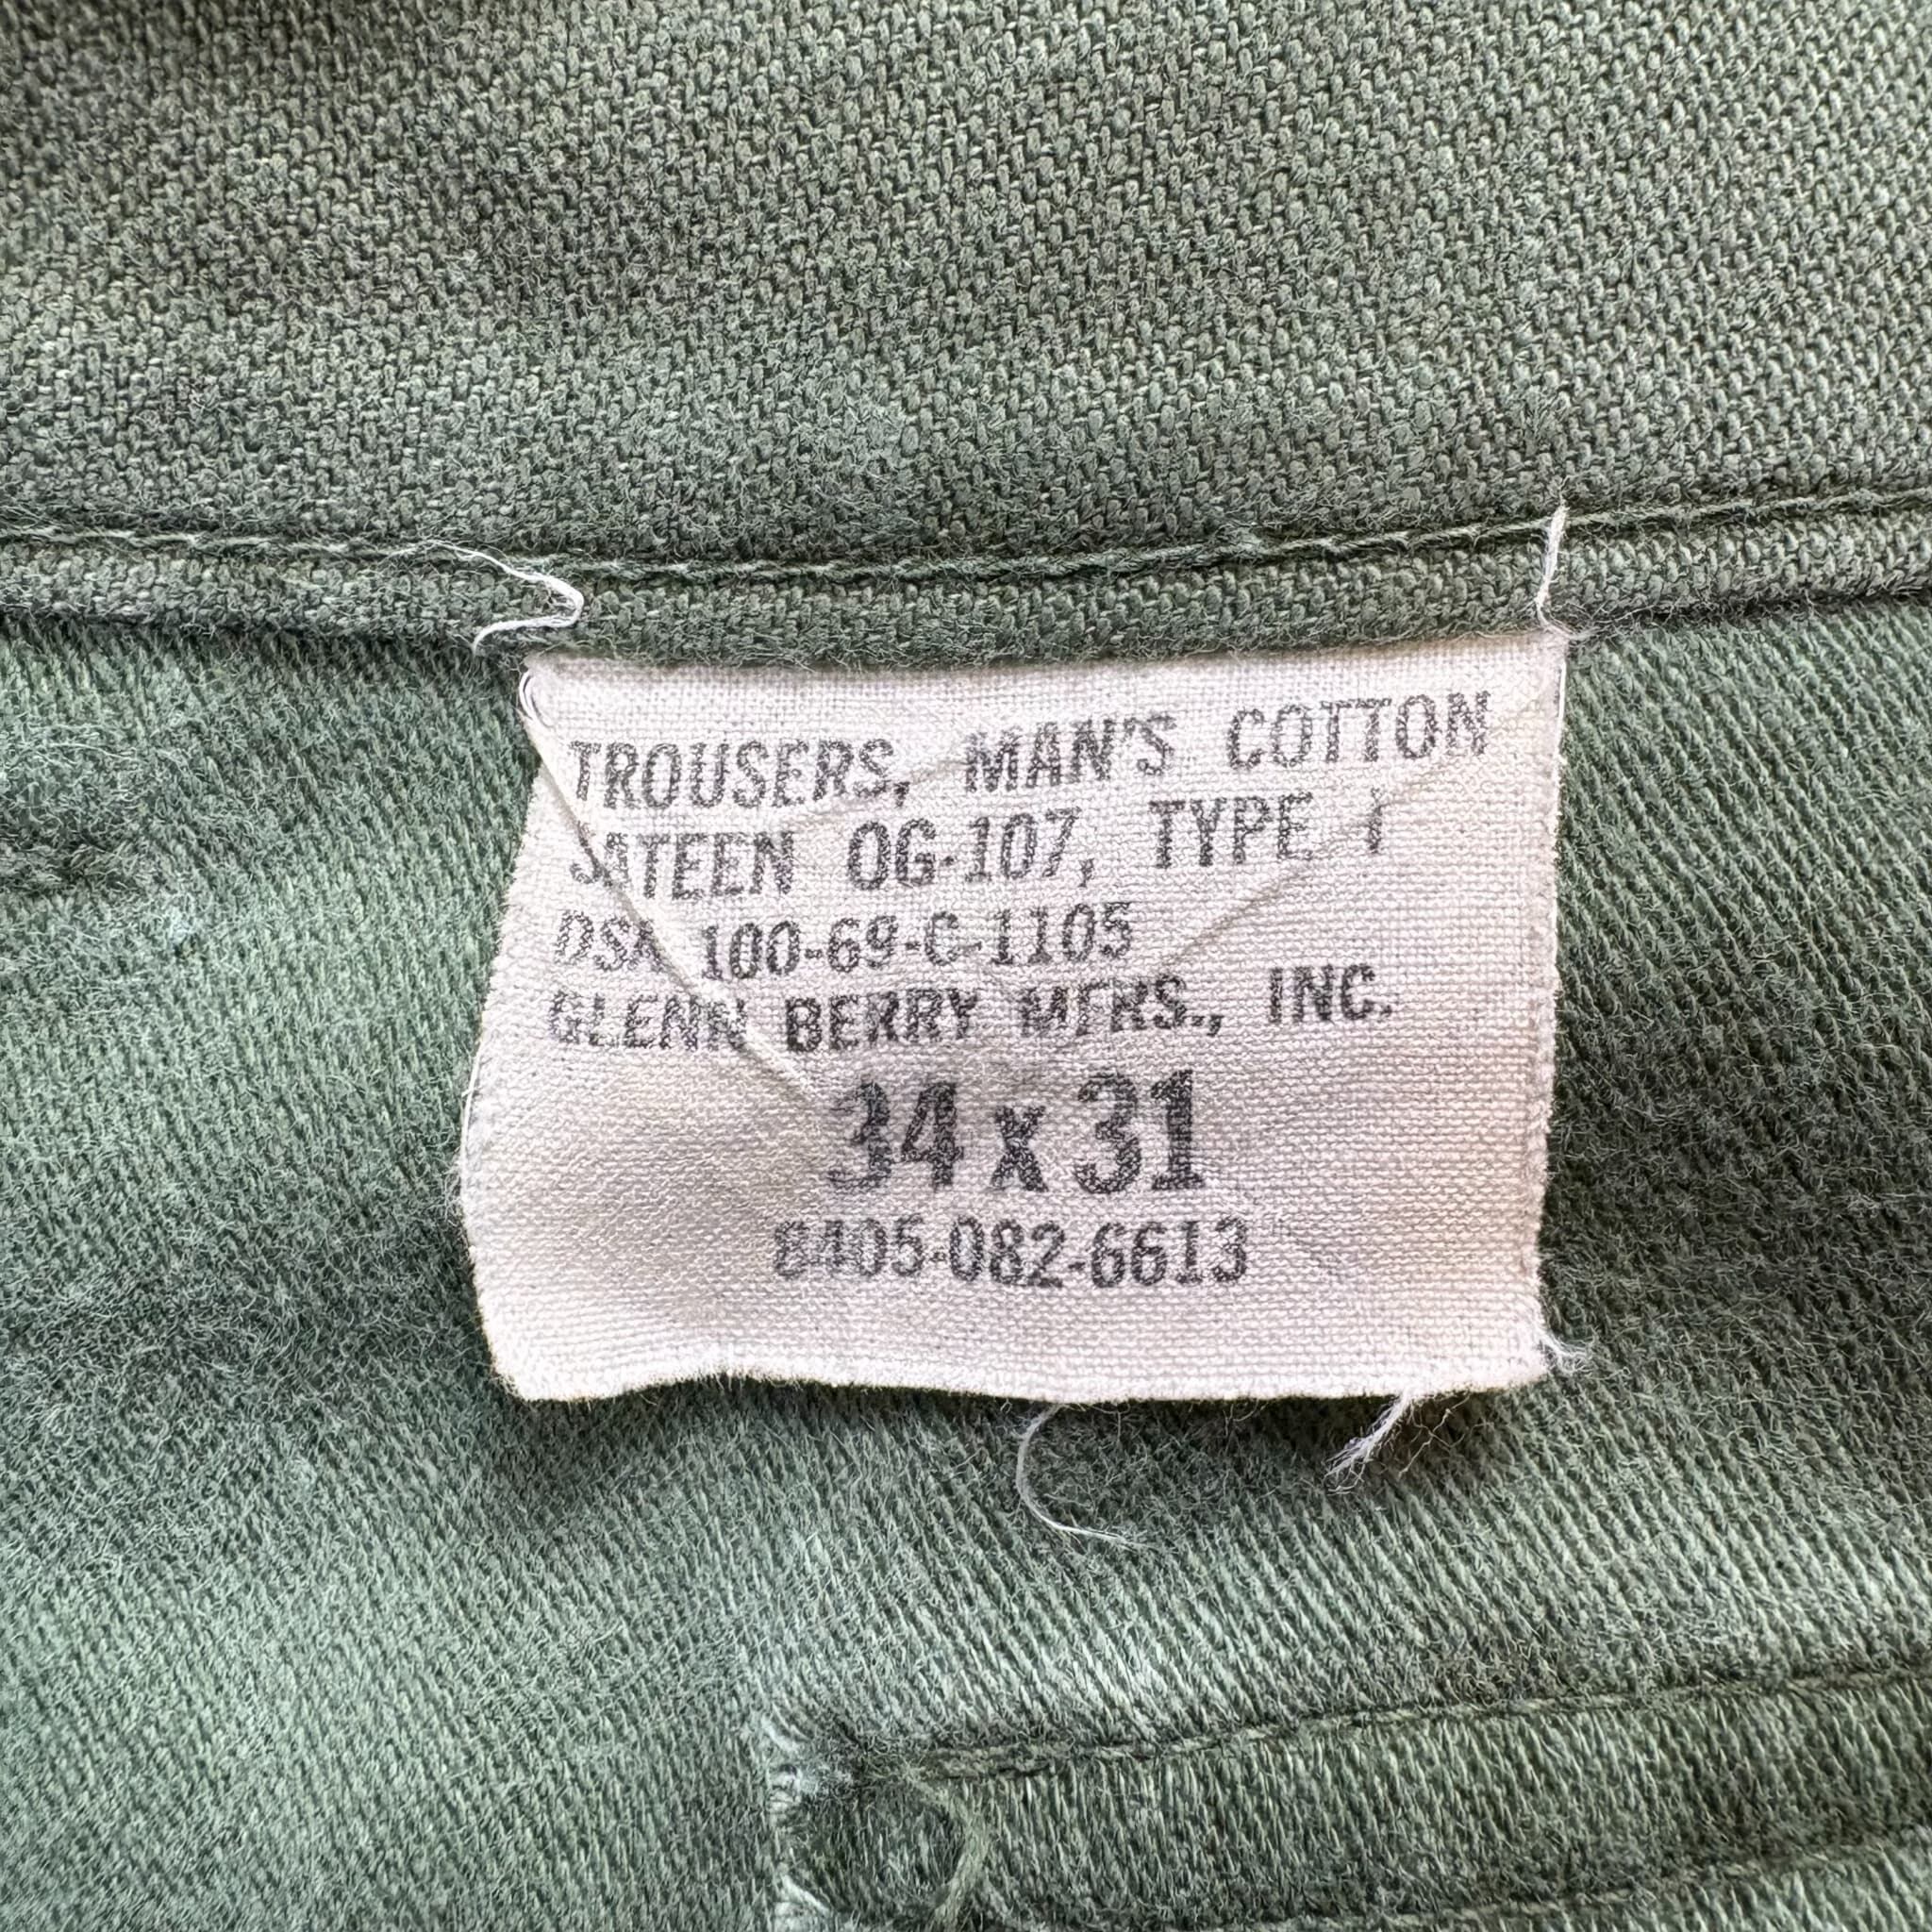 TROUSERS, MAN'S COTTON
SATEEN OG-107, TYPE I
DSA 100-69-C-1105
GLENN BERRY MFRS., INC.
34 x 31
8405-082-6613